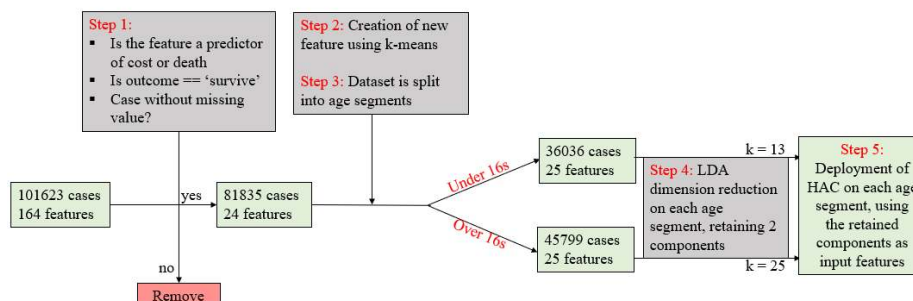 Step 1:
▪ Is the feature a predictor
of cost or death
▪ Is outcome == ‘survive’
▪ Case without missing
value?
Step 2: Creation of new
feature using k-means
Step 3: Dataset is split
into age segments
101623 cases
164 features
yes
81835 cases
24 features
no
Remove
Under 16s
Over 16s
36036 cases
25 features
45799 cases
25 features
k = 13
Step 4: LDA
dimension reduction
on each age
segment, retaining 2
components
k = 25
Step 5:
Deployment of
HAC on each age
segment, using
the retained
components as
input features